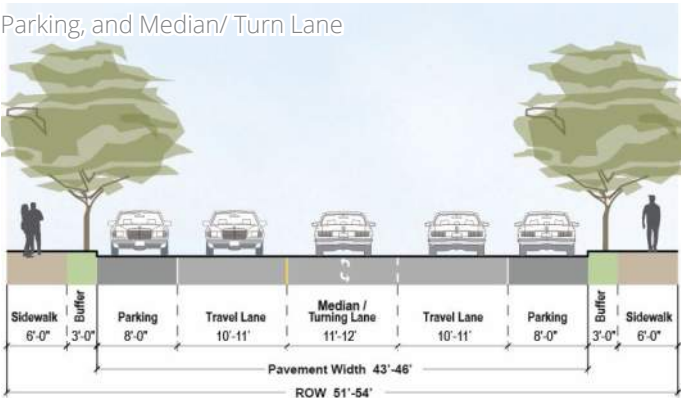 Parking, and Median/ Turn Lane
Sidewalk
6'-0"
Buffer
3'-0"
Parking
8'-0"
Travel Lane
10'-11'
Median /
Turning Lane
11'-12'
Travel Lane
10'-11'
Parking
8'-0"
Buffer
3'-0"
Sidewalk
6'-0"
Pavement Width 43'-46'
ROW 51'-54'